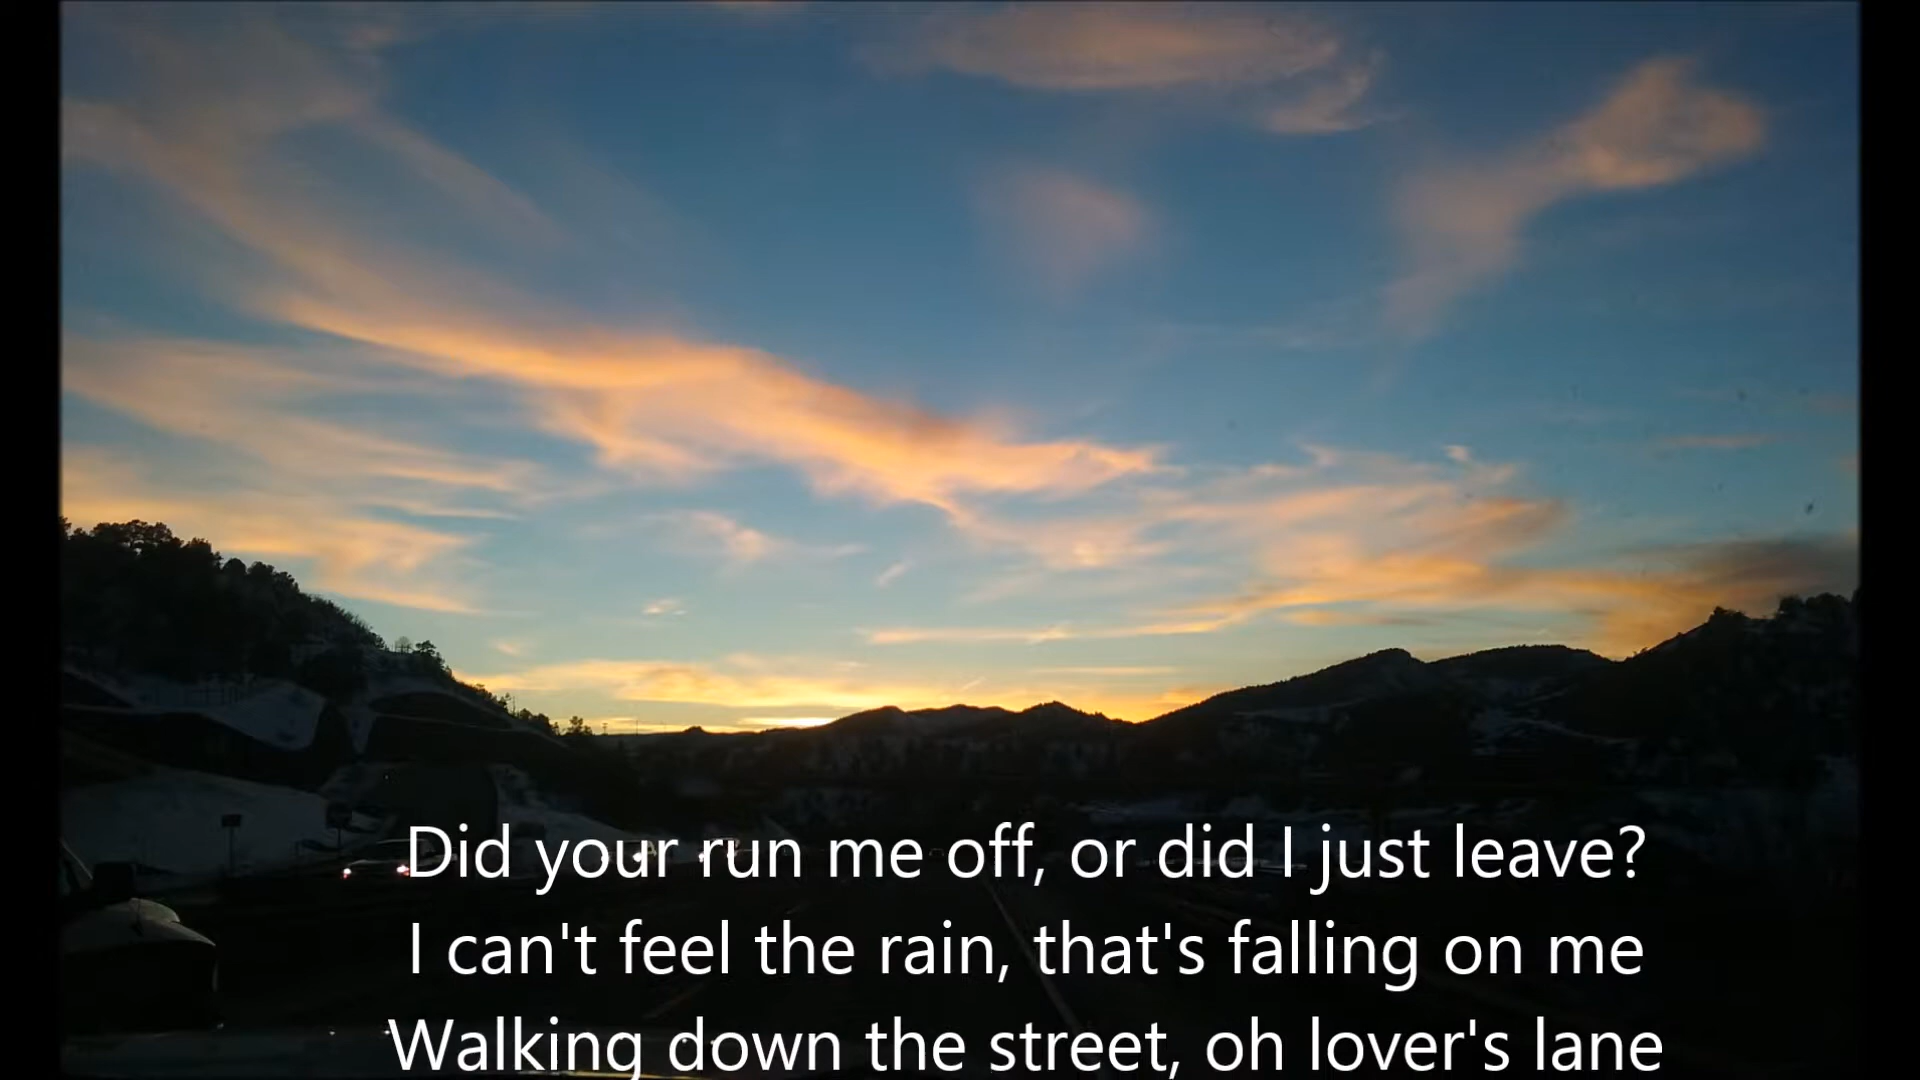 Did your run me off, or did I just leave?
I can't feel the rain, that's falling on me
Walking down the street, oh lover's lane